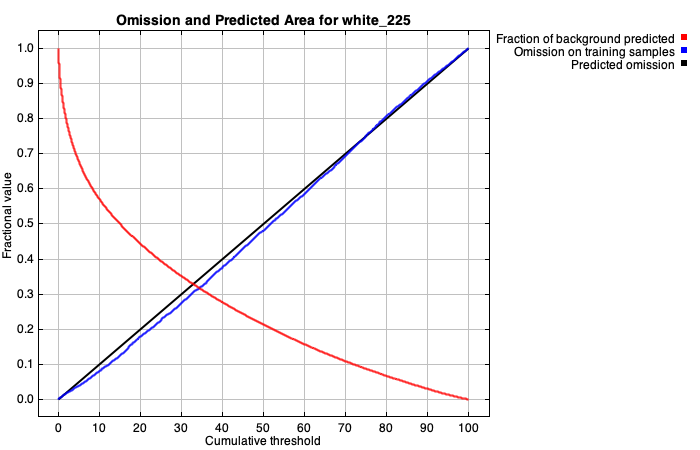 Omission and Predicted Area for white_225
Fraction of background predicted
Omission on training samples
Predicted omission
Fractional value
1.0
0.9
0.8
0.7
0.6
0.5
0.4
0.3
0.2
0.1
0.0
0 10 20 30 40 50 60 70 80 90 100
Cumulative threshold